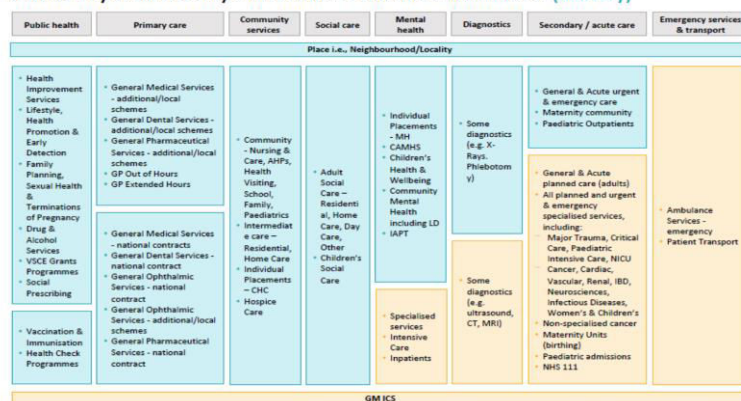 Public health
Primary care
Community
services
Social care
Mental
health
Diagnostics
Secondary / acute care
Emergency services
& transport
Place i.e., Neighbourhood/Locality
• Health
Improvement
Services
• Lifestyle,
Health
Promotion &
Early
Detection
• Family
Planning,
Sexual Health
&
Terminations
of Pregnancy
• Drug &
Alcohol
Services
• VSCE Grants
Programmes
• Social
Prescribing
• Vaccination &
Immunisation
• Health Check
Programmes
• General Medical Services
- additional/local
schemes
• General Dental Services -
additional/local schemes
• General Pharmaceutical
Services - additional/local
schemes
• GP Out of Hours
• GP Extended Hours
• General Medical Services
- national contracts
• General Dental Services -
national contract
• General Ophthalmic
Services - national
contract
• General Ophthalmic
Services - additional/local
schemes
• General Pharmaceutical
Services - national
contract
• Community
- Nursing &
Care, AHPs,
Health
Visiting,
School,
Family,
Paediatrics
• Intermediat
e care –
Residential,
Home Care
• Individual
Placements
– CHC
• Hospice
Care
• Adult
Social
Care –
Residenti
al, Home
Care, Day
Care,
Other
• Children's
Social
Care
• Individual
Placements -
MH
• CAMHS
• Children's
Health &
Wellbeing
• Community
Mental
Health
including LD
• IAPT
• Specialised
services
• Intensive
Care
• Inpatients
• Some
diagnostics
(e.g. X-
Rays.
Phlebotom
y)
• Some
diagnostics
(e.g.
ultrasound,
CT, MRI)
• General & Acute urgent
& emergency care
• Maternity community
• Paediatric Outpatients
• General & Acute
planned care (adults)
• All planned and urgent
& emergency
specialised services,
including:
– Major Trauma, Critical
Care, Paediatric
Intensive Care, NICU
– Cancer, Cardiac,
Vascular, Renal, IBD,
Neurosciences,
Infectious Diseases,
Women's & Children's
• Non-specialised cancer
• Maternity Units
(birthing)
• Paediatric admissions
• NHS 111
• Ambulance
Services -
emergency
• Patient Transport
GM ICS